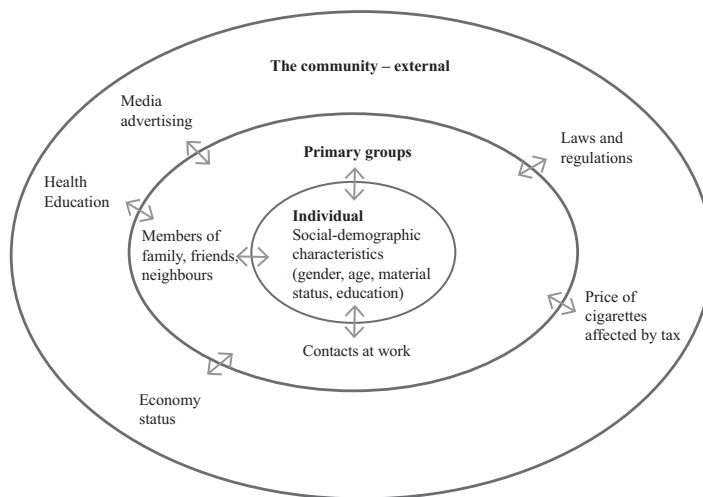 The community – external
Media
advertising
Laws and
regulations
Primary groups
Health
Education
Individual
Social-demographic
characteristics
(gender, age, material
status, education)
Members of
family, friends,
neighbours
Price of
cigarettes
affected by tax
Contacts at work
Economy
status